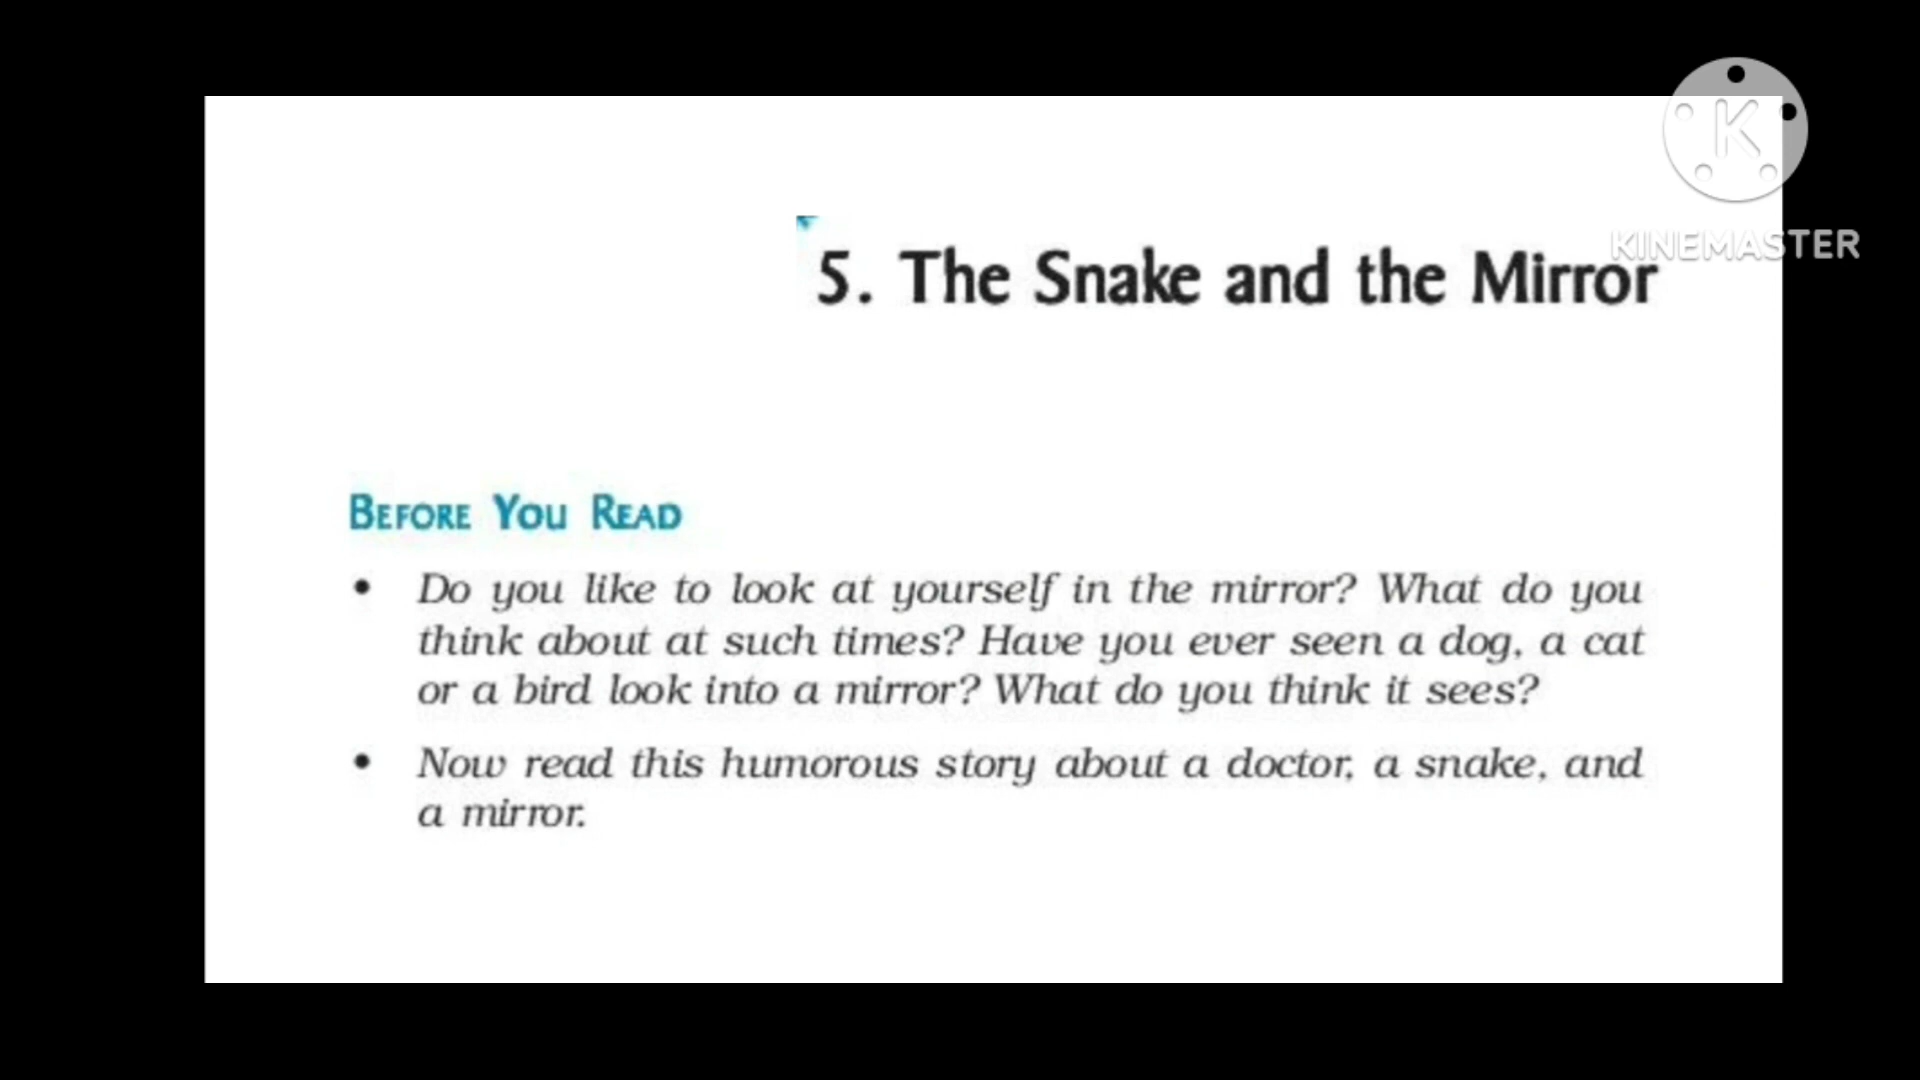 K
KINEMASTER
5. The Snake and the Mirror
BEFORE YOU READ
• Do you like to look at yourself in the mirror? What do you
think about at such times? Have you ever seen a dog, a cat
or a bird look into a mirror? What do you think it sees?
• Now read this humorous story about a doctor, a snake, and
a mirror.